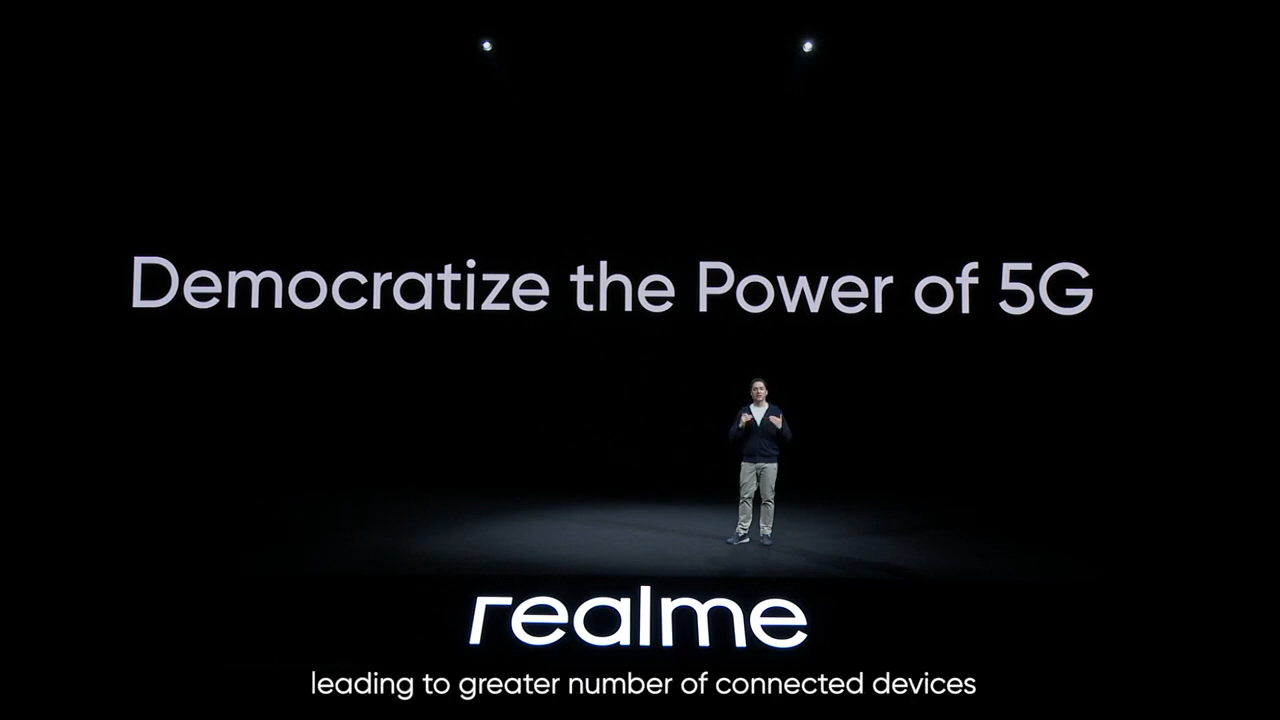 Democratize the Power of 5G
realme
leading to greater number of connected devices